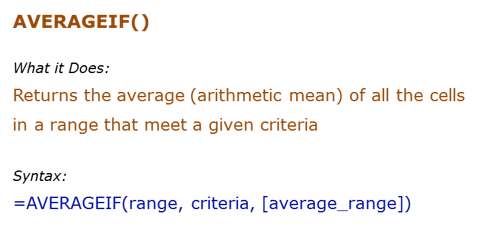 AVERAGEIF()
What it Does:
Returns the average (arithmetic mean) of all the cells
in a range that meet a given criteria
Syntax:
=AVERAGEIF(range, criteria, [average_range])